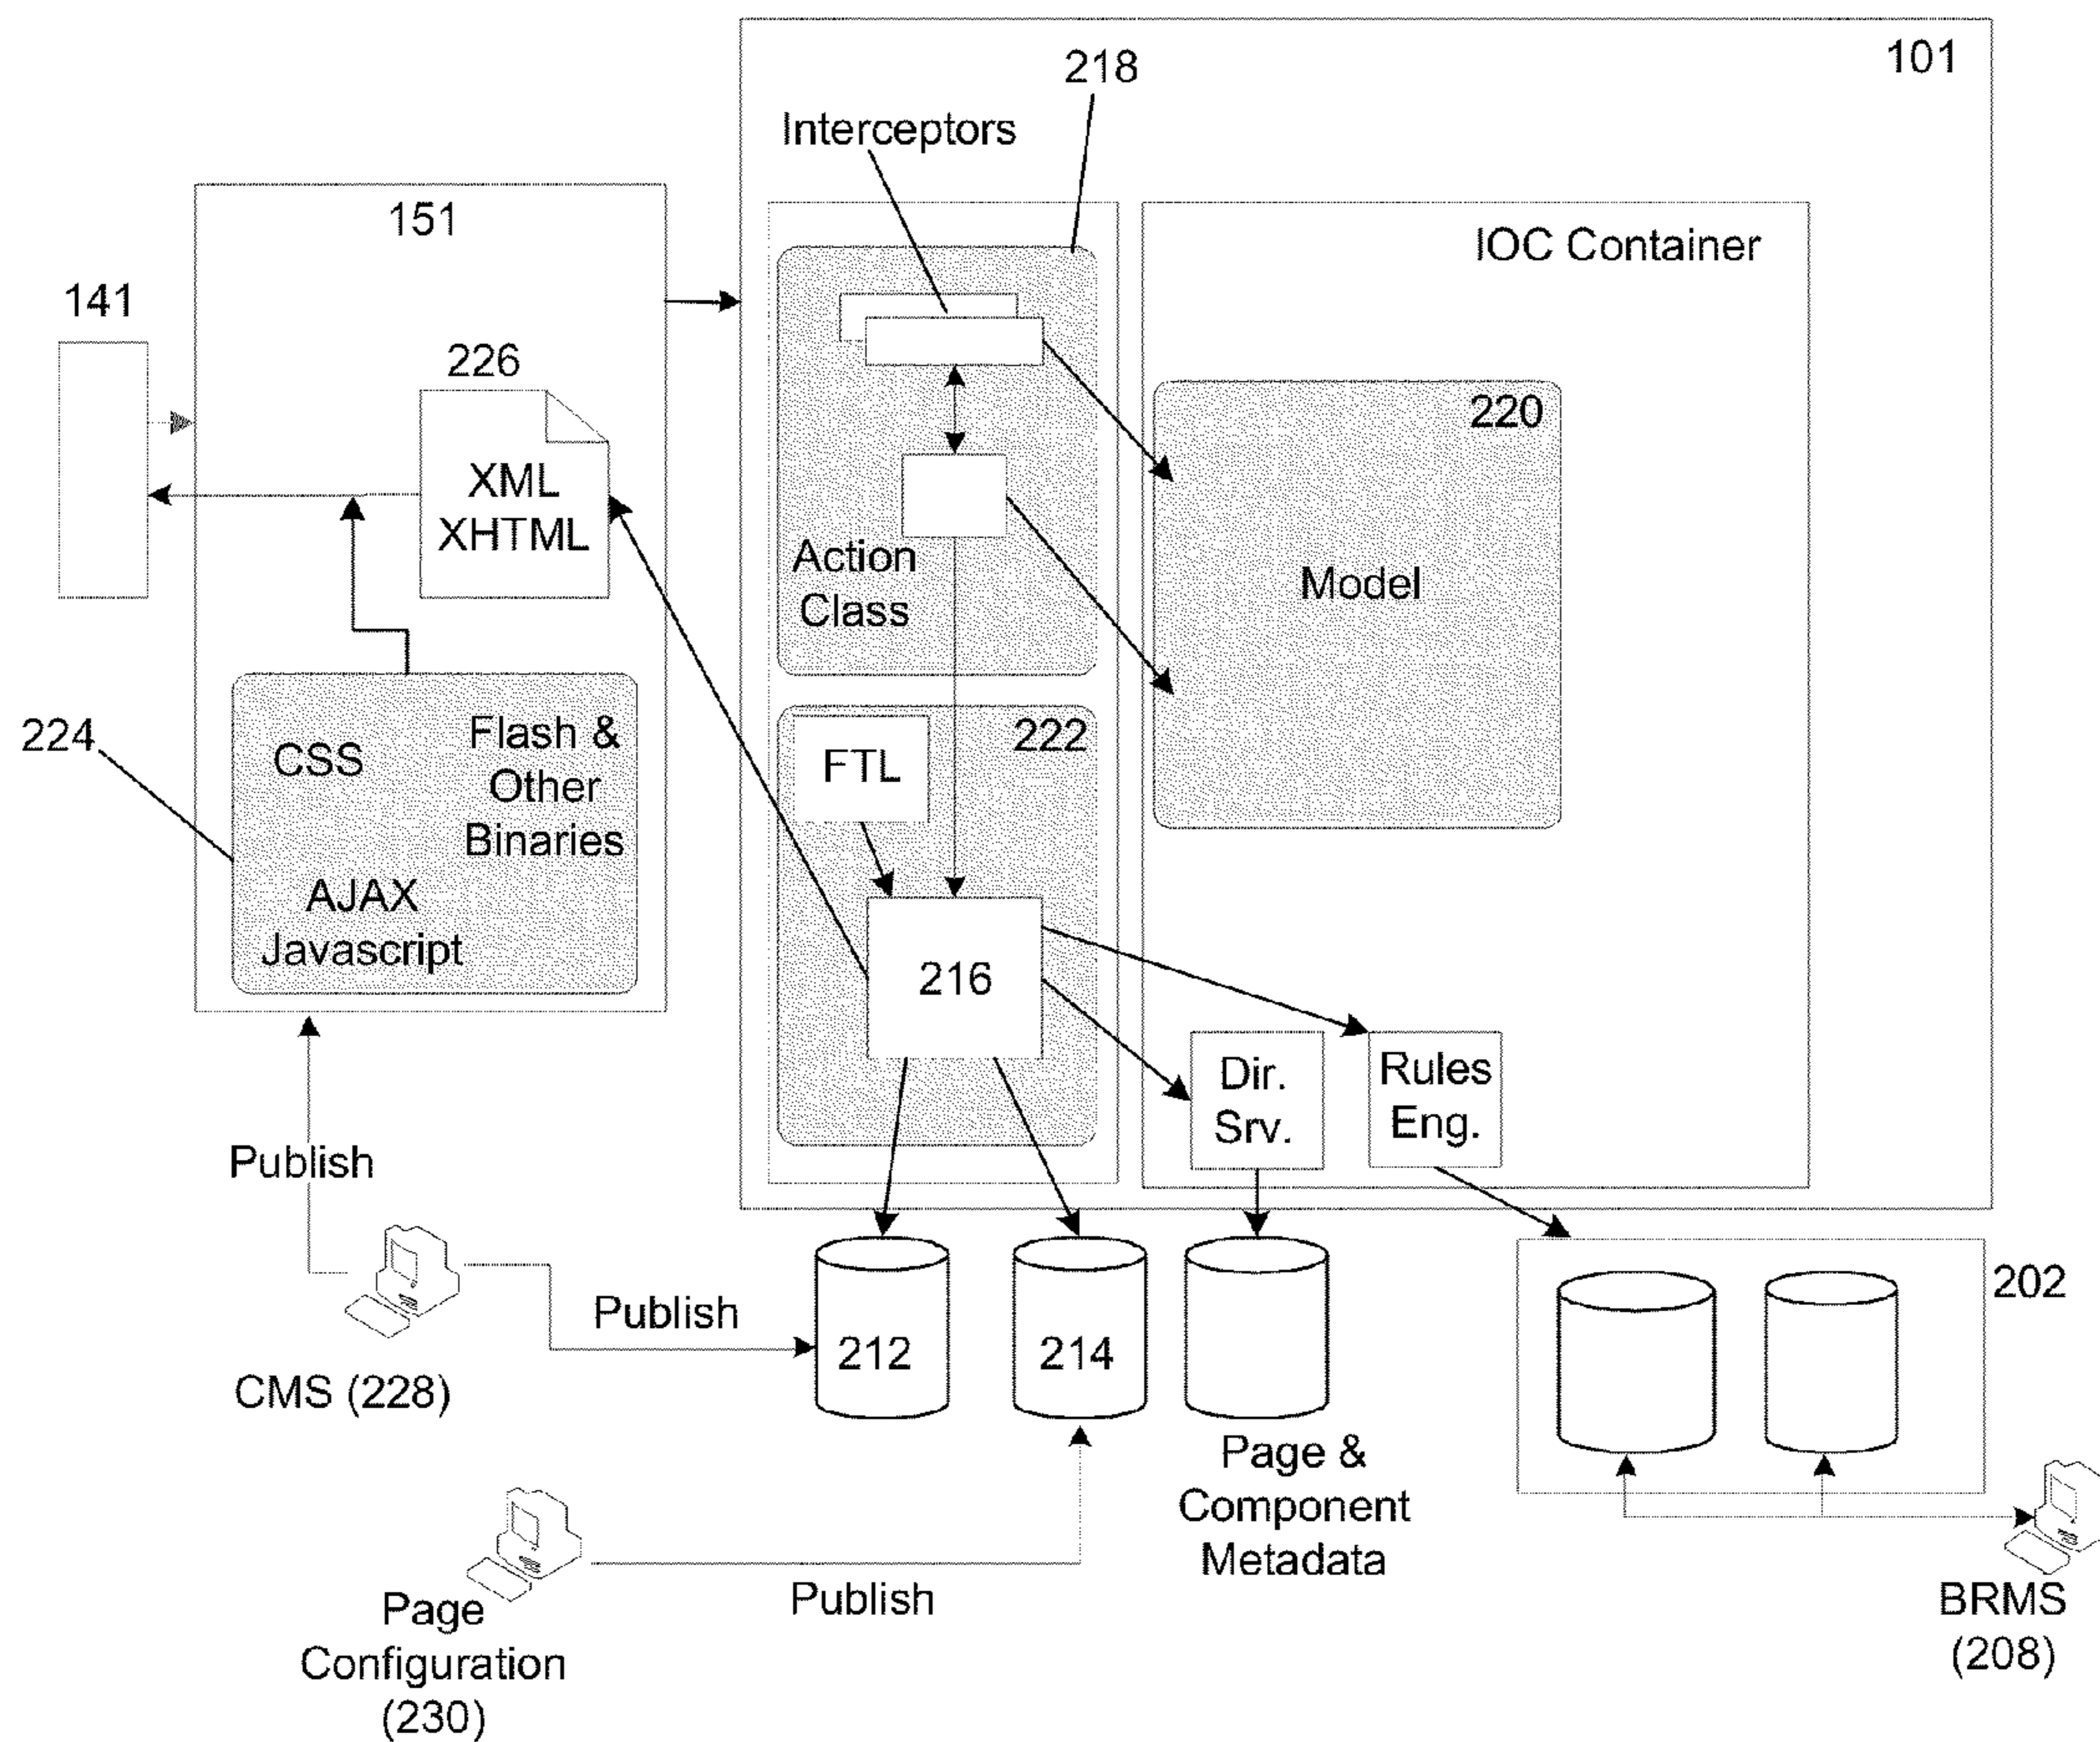 101
218
Interceptors
151
IOC Container
141
226
220
XML
XHTML
Action
Class
Model
224
CSS
Flash &
Other
Binaries
AJAX
Javascript
222
FTL
216
Dir.
Srv.
Rules
Eng.
Publish
Publish
212
214
202
CMS (228)
Page &
Component
Metadata
Publish
Page
Configuration
(230)
BRMS
(208)